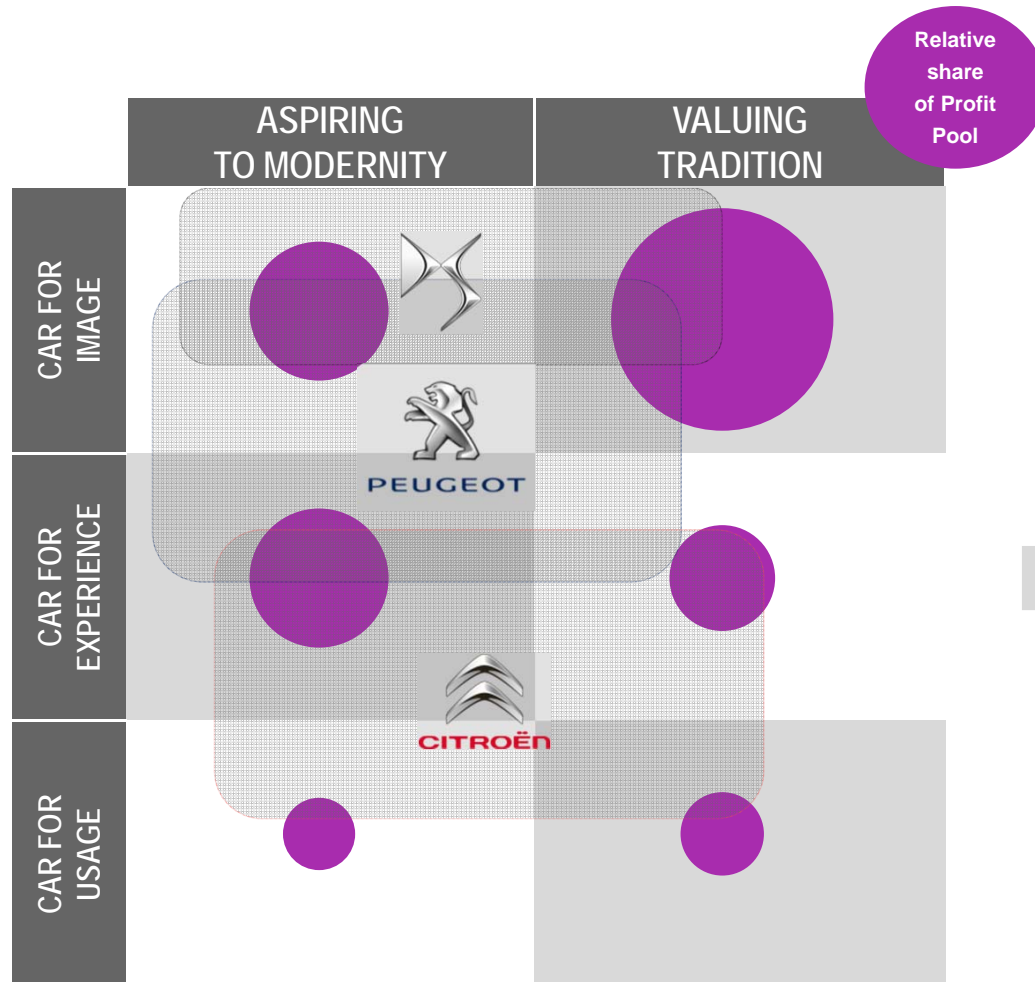 Relative
share
of Profit
Pool
ASPIRING
TO MODERNITY
VALUING
TRADITION
CAR FOR
IMAGE
PEUGEOT
CAR FOR
EXPERIENCE
CITROËN
CAR FOR
USAGE